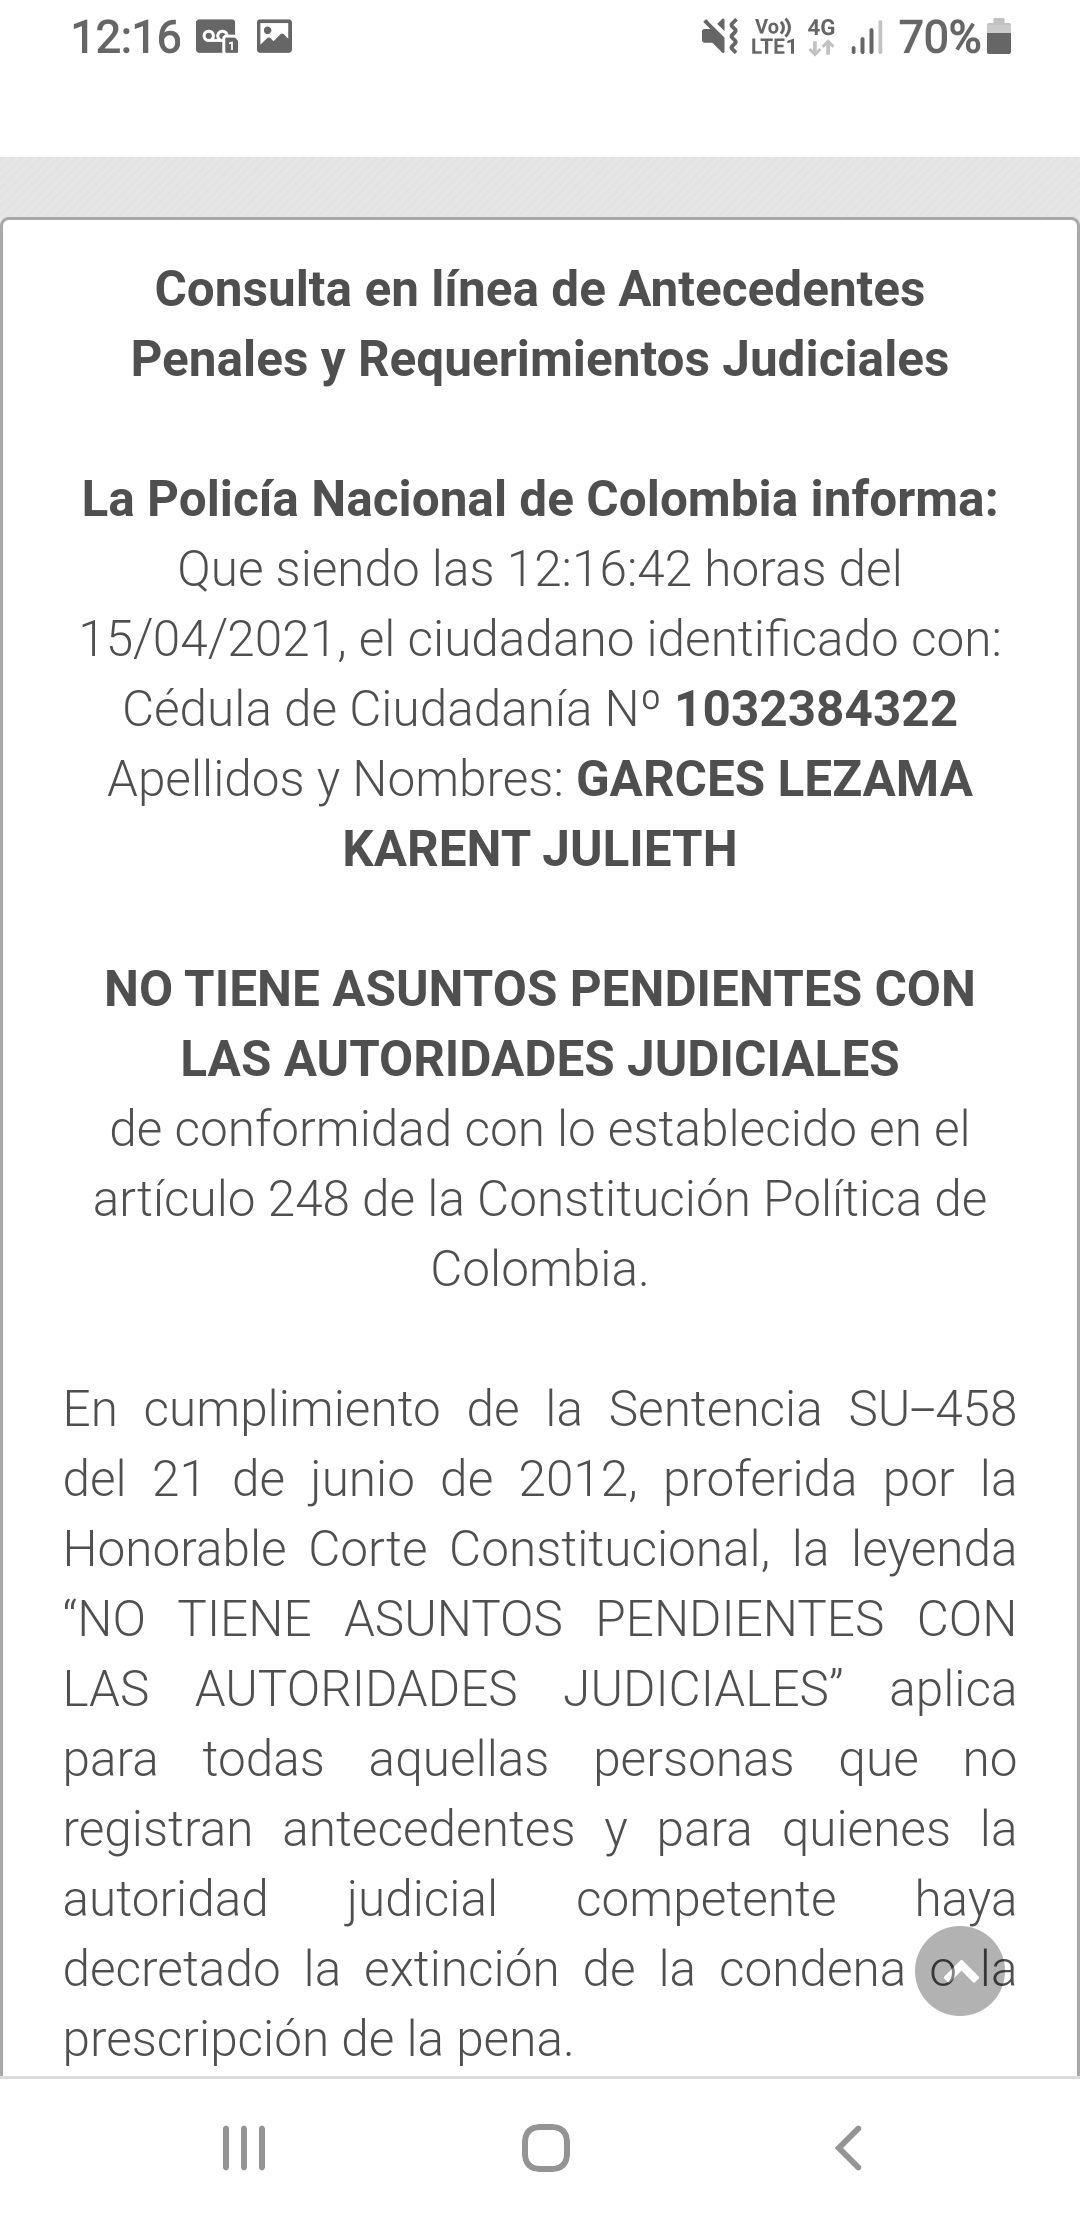 12:16
Vo)) LTE1 4G 70%
Consulta en línea de Antecedentes
Penales y Requerimientos Judiciales
La Policía Nacional de Colombia informa:
Que siendo las 12:16:42 horas del
15/04/2021, el ciudadano identificado con:
Cédula de Ciudadanía Nº 1032384322
Apellidos y Nombres: GARCES LEZAMA
KARENT JULIETH
NO TIENE ASUNTOS PENDIENTES CON
LAS AUTORIDADES JUDICIALES
de conformidad con lo establecido en el
artículo 248 de la Constitución Política de
Colombia.
En cumplimiento de la Sentencia SU–458
del 21 de junio de 2012, proferida por la
Honorable Corte Constitucional, la leyenda
“NO TIENE ASUNTOS PENDIENTES CON
LAS AUTORIDADES JUDICIALES” aplica
para todas aquellas personas que no
registran antecedentes y para quienes la
autoridad judicial competente haya
decretado la extinción de la condena o la
prescripción de la pena.